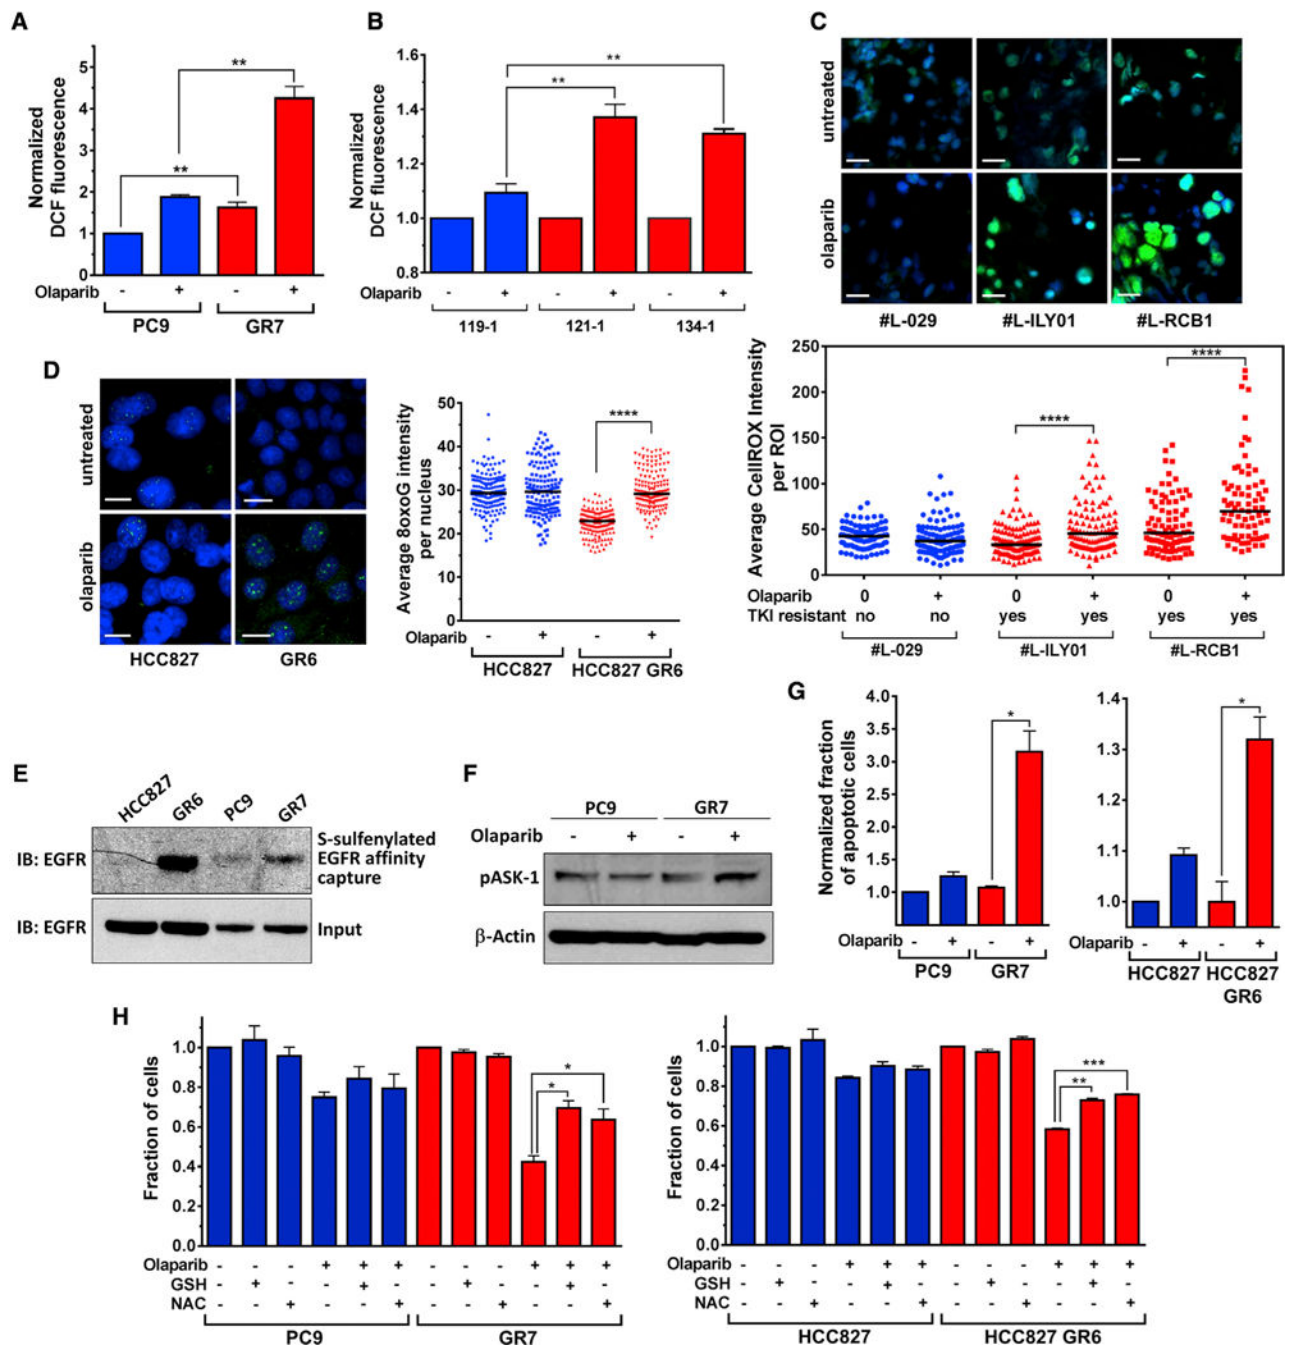 A
Normalized
DCF fluorescence
5
4
3
2
1
0
**
**
Olaparib - + - +
PC9 GR7
B
Normalized
DCF fluorescence
1.6
1.4
1.2
1.0
0.8
**
**
Olaparib - + - + - +
119-1 121-1 134-1
C
untreated
olaparib
#L-029 #L-ILY01 #L-RCB1
Average CellROX Intensity
per ROI
250
200
150
100
50
0
****
****
Olaparib 0 + 0 + 0 +
TKI resistant no no yes yes yes yes
#L-029 #L-ILY01 #L-RCB1
D
untreated
olaparib
HCC827 GR6
Average 8oxoG intensity
per nucleus
50
40
30
20
10
0
****
Olaparib - + - +
HCC827 HCC827 GR6
E
HCC827 GR6 PC9 GR7
IB: EGFR
S-sulfenylated
EGFR affinity
capture
IB: EGFR Input
F
PC9 GR7
Olaparib - + - +
pASK-1
β-Actin
G
Normalized fraction
of apoptotic cells
4.0
3.5
3.0
2.5
2.0
1.5
1.0
*
Olaparib - + - +
PC9 GR7
1.4
1.3
1.2
1.1
1.0
*
Olaparib - + - +
HCC827 HCC827
GR6
H
Fraction of cells
1.0
0.8
0.6
0.4
0.2
0.0
*
*
Olaparib - - - + + + - - - + + +
GSH - + - - + - - + - - + -
NAC - - + - - + - - + - - +
PC9 GR7
Fraction of cells
1.0
0.8
0.6
0.4
0.2
0.0
***
**
Olaparib - - - + + + - - - + + +
GSH - + - - + - - + - - + -
NAC - - + - - + - - + - - +
HCC827 HCC827 GR6